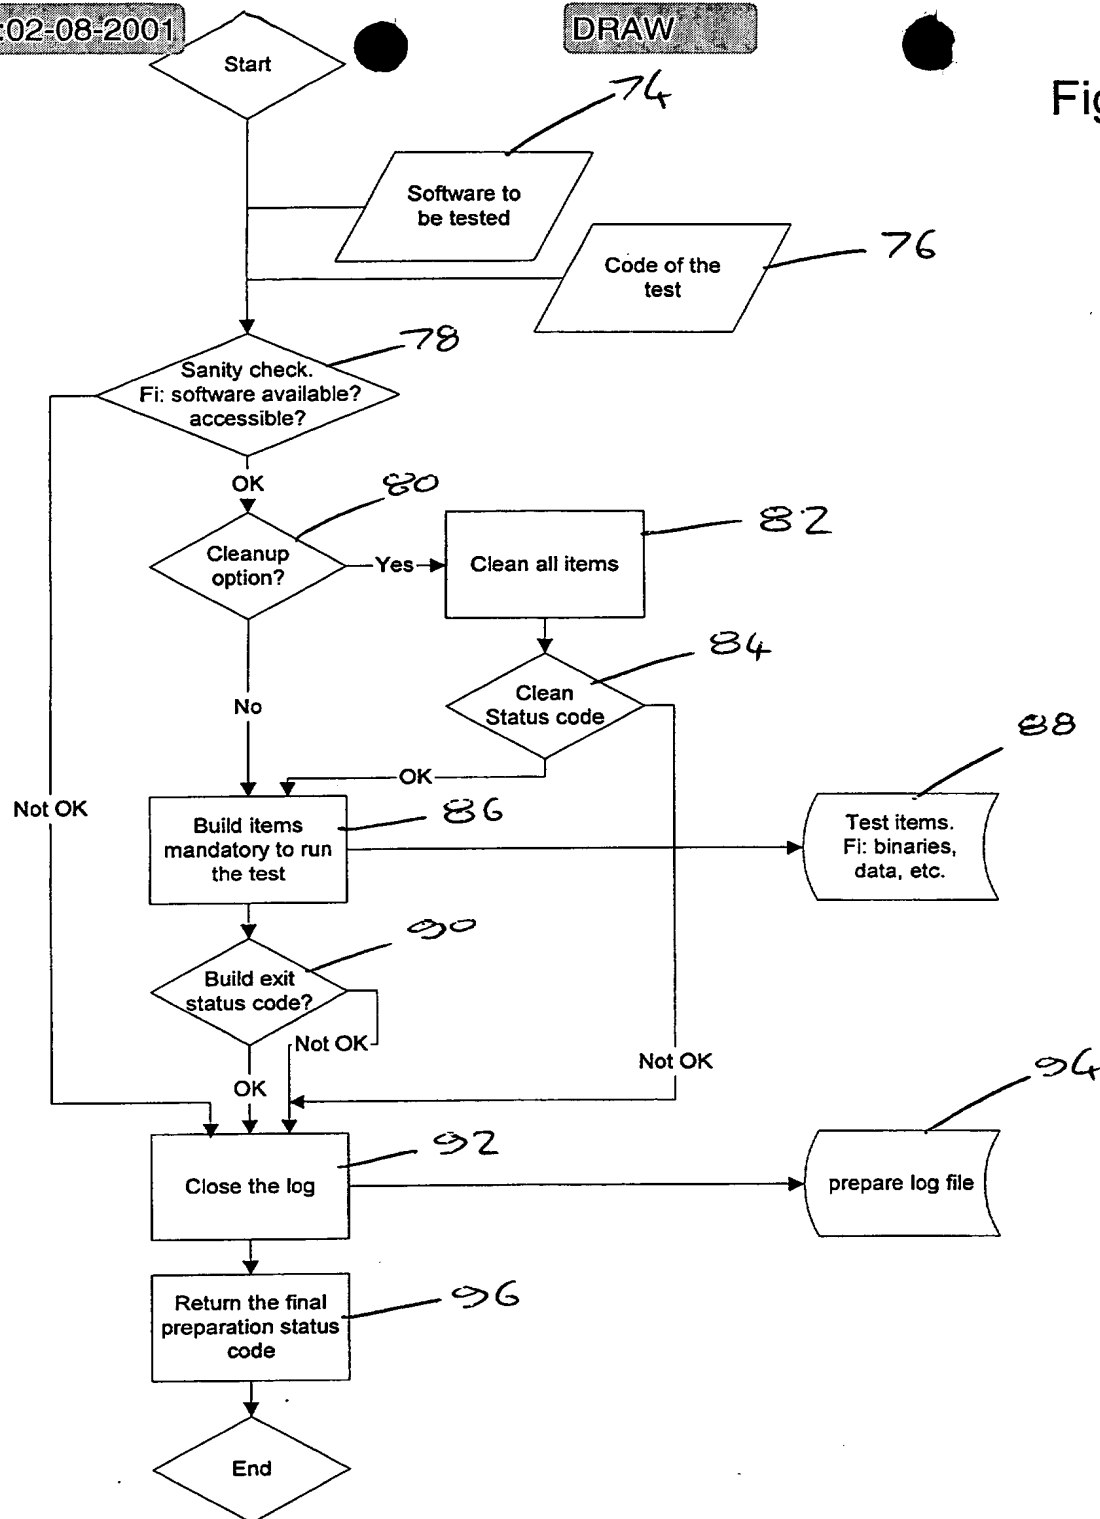 :02-08-2001
DRAW
Fig
Start
74
Software to
be tested
76
Code of the
test
78
Sanity check.
Fi: software available?
accessible?
OK
80
Cleanup
option?
Yes
82
Clean all items
84
Clean
Status code
No
OK
88
Not OK
86
Build items
mandatory to run
the test
Test items.
Fi: binaries,
data, etc.
90
Build exit
status code?
Not OK
Not OK
OK
94
92
Close the log
prepare log file
96
Return the final
preparation status
code
End